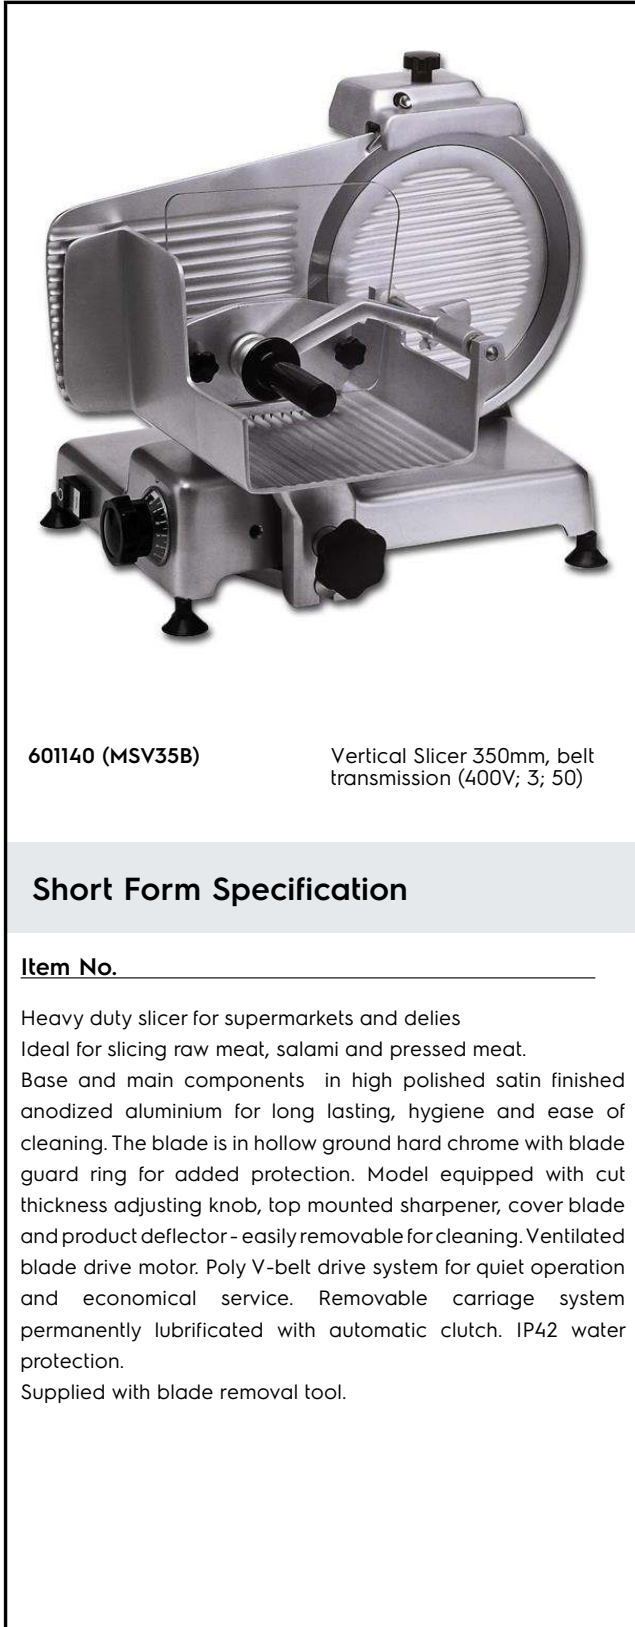 601140 (MSV35B)
Vertical Slicer 350mm, belt
transmission (400V; 3; 50)
Short Form Specification
Item No.
Heavy duty slicer for supermarkets and delies
Ideal for slicing raw meat, salami and pressed meat.
Base and main components in high polished satin finished
anodized aluminium for long lasting, hygiene and ease of
cleaning. The blade is in hollow ground hard chrome with blade
guard ring for added protection. Model equipped with cut
thickness adjusting knob, top mounted sharpener, cover blade
and product deflector - easily removable for cleaning. Ventilated
blade drive motor. Poly V-belt drive system for quiet operation
and economical service. Removable carriage system
permanently lubrificated with automatic clutch. IP42 water
protection.
Supplied with blade removal tool.